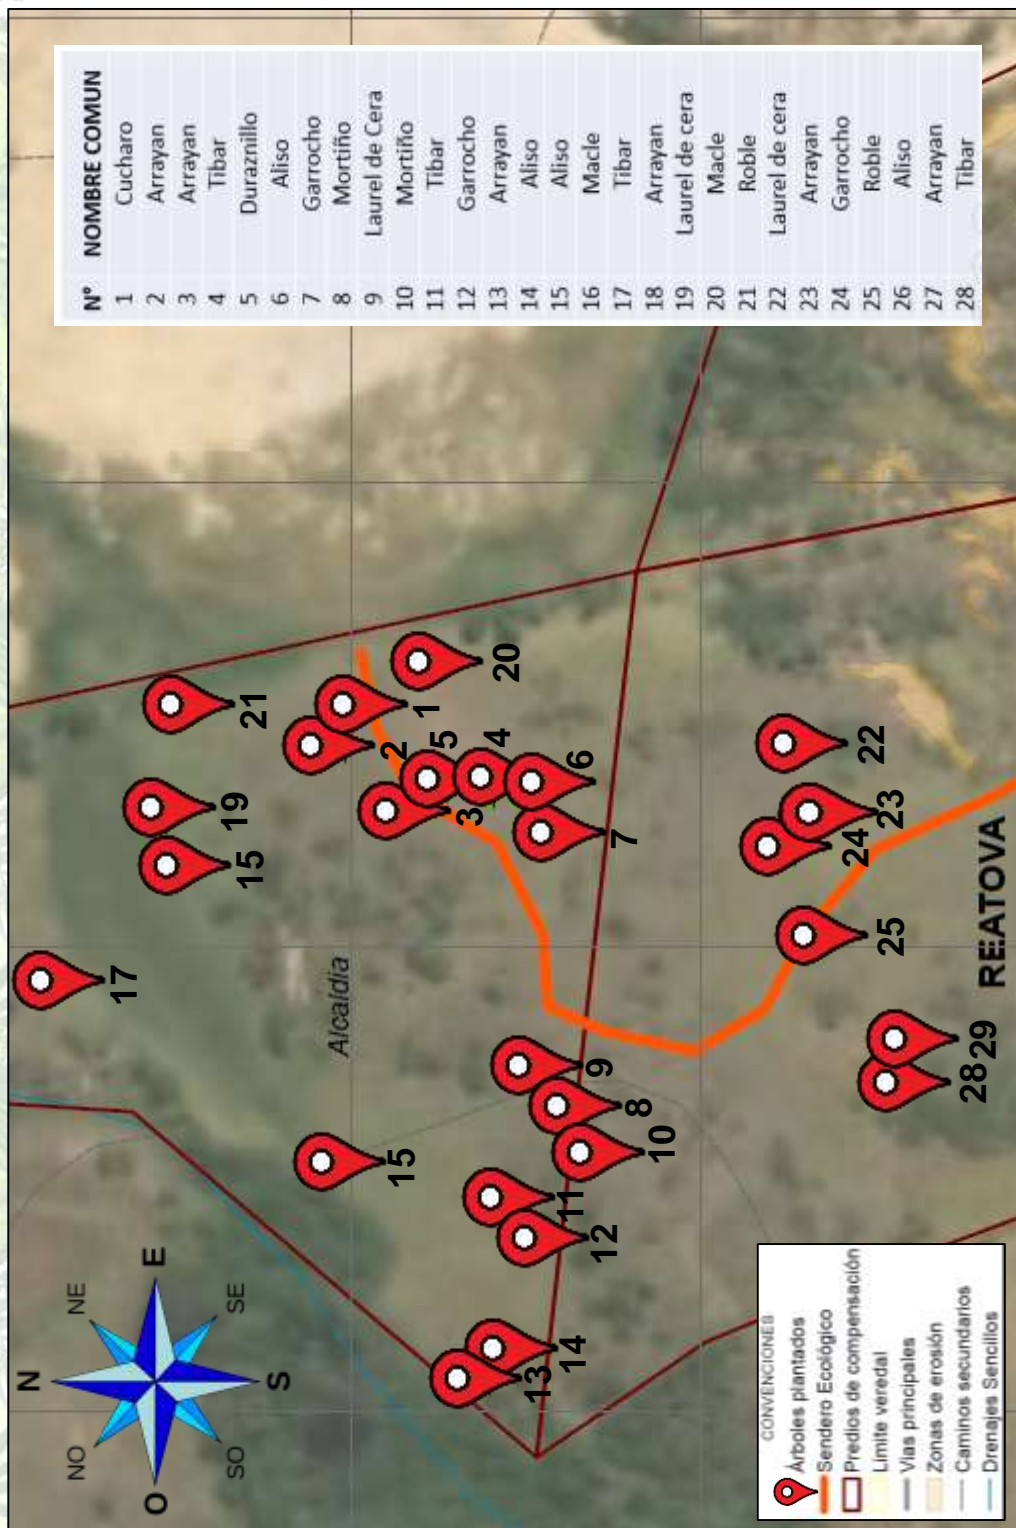 N
NO
NE
O
E
SO
SE
S
17
15
19
21
Alcaldia
15
2
1
20
3
5
4
6
7
9
8
10
11
12
13
14
22
23
24
25
28
29
N° NOMBRE COMUN
1 Cucharo
2 Arrayan
3 Arrayan
4 Tibar
5 Duraznillo
6 Aliso
7 Garrocho
8 Mortiño
9 Laurel de Cera
10 Mortiño
11 Tibar
12 Garrocho
13 Arrayan
14 Aliso
15 Aliso
16 Macle
17 Tibar
18 Arrayan
19 Laurel de cera
20 Macle
21 Roble
22 Laurel de cera
23 Arrayan
24 Garrocho
25 Roble
26 Aliso
27 Arrayan
28 Tibar
CONVENCIONES
Árboles plantados
Sendero Ecológico
Predios de compensación
Limite veredal
Vías principales
Zonas de erosión
Caminos secundarios
Drenajes Sencillos